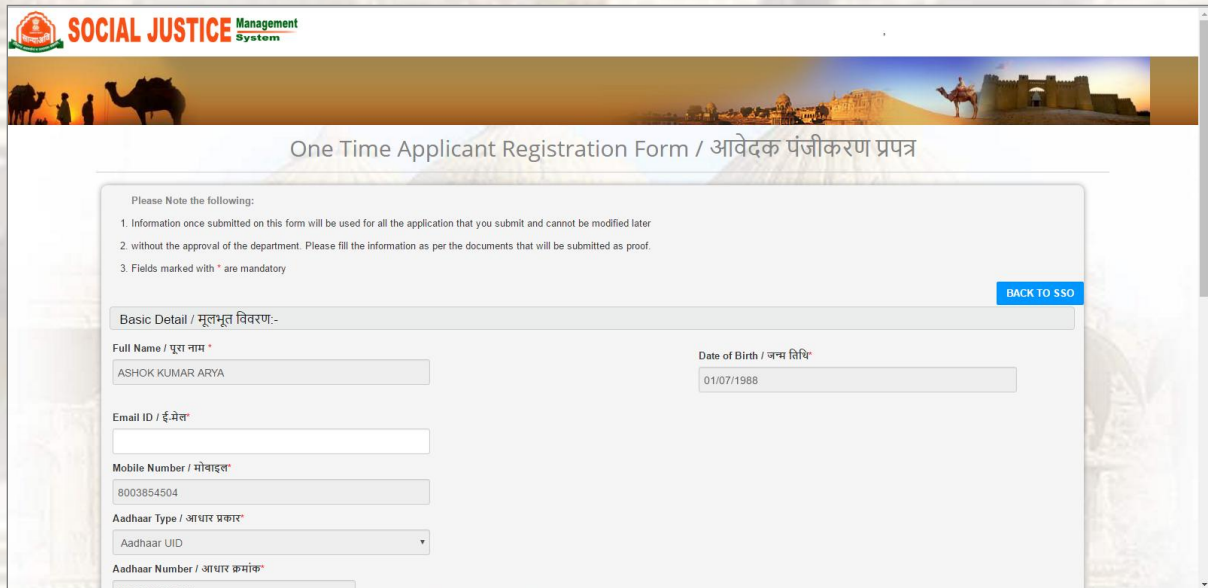 SOCIAL JUSTICE Management System
One Time Applicant Registration Form / आवेदक पंजीकरण प्रपत्र
Please Note the following:
1. Information once submitted on this form will be used for all the application that you submit and cannot be modified later
2. without the approval of the department. Please fill the information as per the documents that will be submitted as proof.
3. Fields marked with * are mandatory
BACK TO SSO
Basic Detail / मूलभूत विवरण:-
Full Name / पूरा नाम *
ASHOK KUMAR ARYA
Date of Birth / जन्म तिथि*
01/07/1988
Email ID / ई-मेल*
Mobile Number / मोबाइल*
8003854504
Aadhaar Type / आधार प्रकार*
Aadhaar UID
Aadhaar Number / आधार क्रमांक*